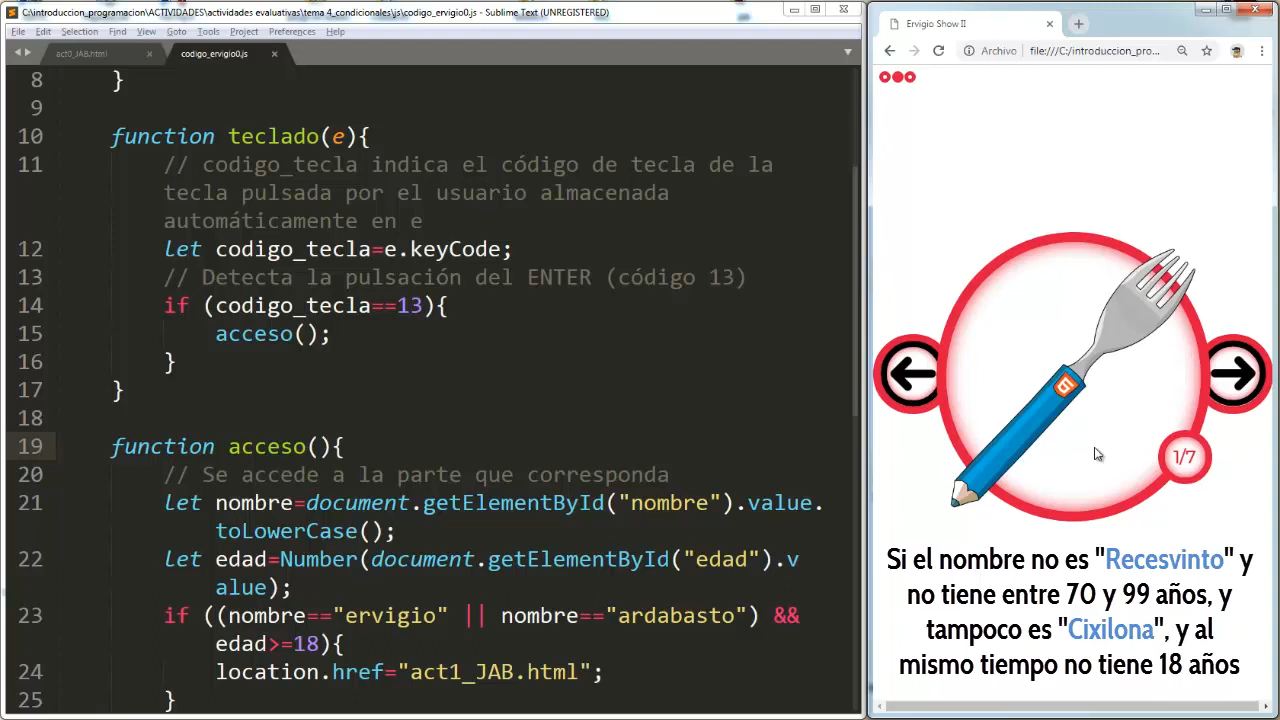 C:\introduccion_programacion\ACTIVIDADES\actividades evaluativas\tema 4_condicionales\js\codigo_ervigio0.js - Sublime Text (UNREGISTERED)
File Edit Selection Find View Goto Tools Project Preferences Help
act0_JAB.html × codigo_ervigio0.js ×
8 }
9
10 function teclado(e){
11 // codigo_tecla indica el código de tecla de la
tecla pulsada por el usuario almacenada
automáticamente en e
12 let codigo_tecla=e.keyCode;
13 // Detecta la pulsación del ENTER (código 13)
14 if (codigo_tecla==13){
15 acceso();
16 }
17 }
18
19 function acceso(){
20 // Se accede a la parte que corresponda
21 let nombre=document.getElementById("nombre").value.
toLowerCase();
22 let edad=Number(document.getElementById("edad").v
alue);
23 if ((nombre=="ervigio" || nombre=="ardabasto") &&
edad>=18){
24 location.href="act1_JAB.html";
25 }
Ervigio Show II
Archivo | file:///C:/introduccion_pro...
1/7
Si el nombre no es "Recesvinto" y
no tiene entre 70 y 99 años, y
tampoco es "Cixilona", y al
mismo tiempo no tiene 18 años